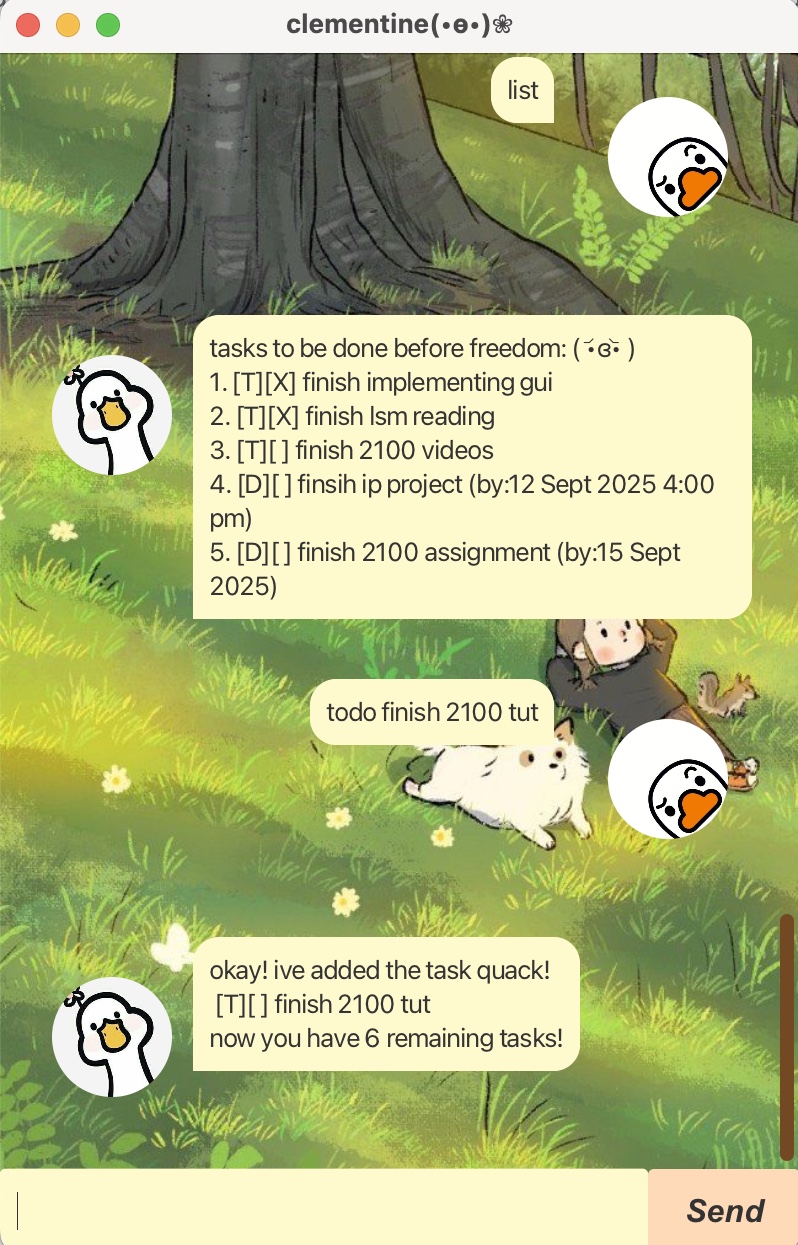 clementine(•ɵ•)❀
list
tasks to be done before freedom: ( ˘•ɞ•̆ )
1. [T][X] finish implementing gui
2. [T][X] finish lsm reading
3. [T][ ] finish 2100 videos
4. [D][ ] finsih ip project (by:12 Sept 2025 4:00
pm)
5. [D][ ] finish 2100 assignment (by:15 Sept
2025)
todo finish 2100 tut
okay! ive added the task quack!
[T][ ] finish 2100 tut
now you have 6 remaining tasks!
Send